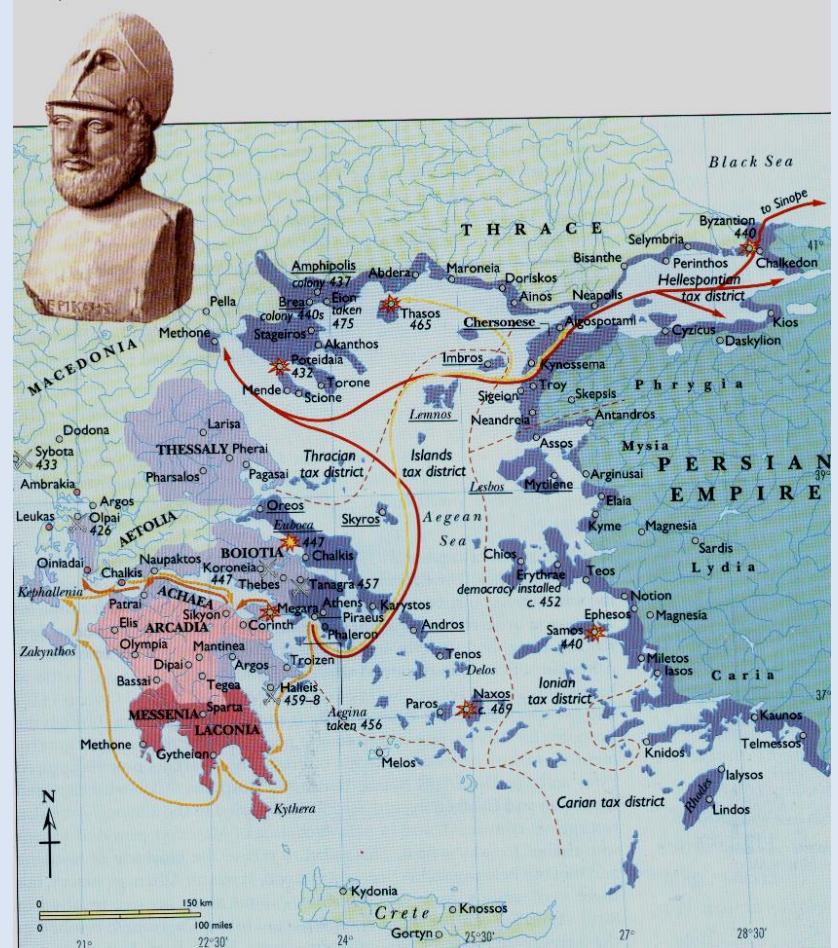 ΠΕΡΙΚΛΗΣ
Black Sea
to Sinope
THRACE
Byzantion
440
41°
Selymbria
Chalkedon
Bisanthe
Perinthos
Hellespontian
tax district
Amphipolis
colony 437
Abdera
Maroneia
Doriskos
Ainos
Neapolis
Brea
colony 440s
Eion
taken
475
Thasos
465
Pella
Methone
Stageiros
Akanthos
Chersonese
Aigospotami
Cyzicus
Kios
Daskylion
MACEDONIA
Poteidaia
432
Imbros
Kynossema
Mende
Torone
Scione
Sigeion
Troy
Skepsis
Phrygia
Lemnos
Neandreia
Antandros
Larisa
Dodona
THESSALY
Pherai
Thracian
tax district
Islands
tax district
Assos
Mysia
Sybota
433
Pharsalos
Pagasai
PERSIAN
EMPIRE
39°
Ambrakia
Lesbos
Mytilene
Arginusai
Argos
Leukas
Olpai
426
AETOLIA
Oreos
Euboea
447
Skyros
Aegean
Sea
Elaia
Kyme
Magnesia
Sardis
Oiniadai
Naupaktos
BOIOTIA
Koroneia
447
Chalkis
Chios
Lydia
Chalkis
Thebes
Tanagra 457
Erythrae
democracy installed
c. 452
Teos
Kephallenia
Patrai
ACHAEA
Sikyon
Megara
Athens
Karystos
Notion
Elis
ARCADIA
Corinth
Piraeus
Phaleron
Andros
Ephesos
Magnesia
Zakynthos
Olympia
Mantinea
Samos
440
Dipai
Argos
Troizen
Tenos
Delos
Miletos
Bassai
Tegea
Halieis
459–8
Naxos
c. 469
Ionian
tax district
Iasos
Caria
37°
MESSENIA
Sparta
Aegina
taken 456
Paros
Kaunos
LACONIA
Methone
Gytheion
Melos
Knidos
Telmessos
Ialysos
N
Kythera
Carian tax district
Rhodes
Lindos
Kydonia
0
150 km
Crete
Knossos
0
100 miles
Gortyn
21°
22°30'
24°
25°30'
27°
28°30'